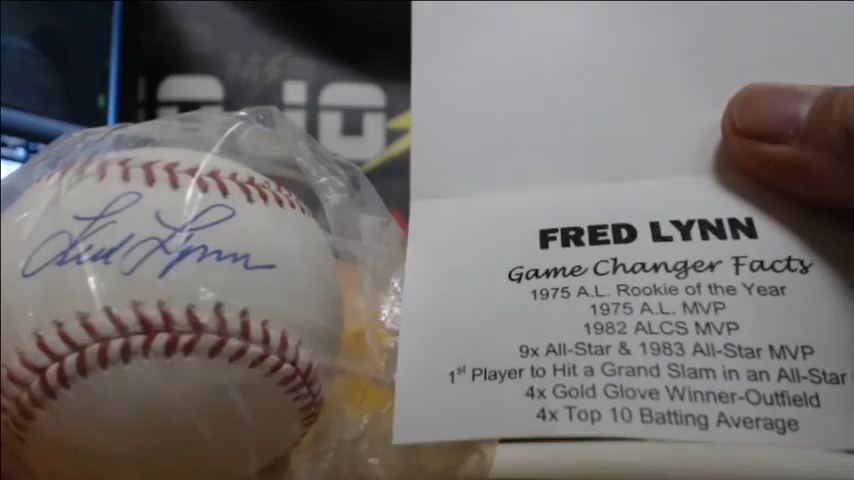 Fred Lynn
FRED LYNN
Game Changer Facts
1975 A.L. Rookie of the Year
1975 A.L. MVP
1982 ALCS MVP
9x All-Star & 1983 All-Star MVP
1st Player to Hit a Grand Slam in an All-Star
4x Gold Glove Winner-Outfield
4x Top 10 Batting Average